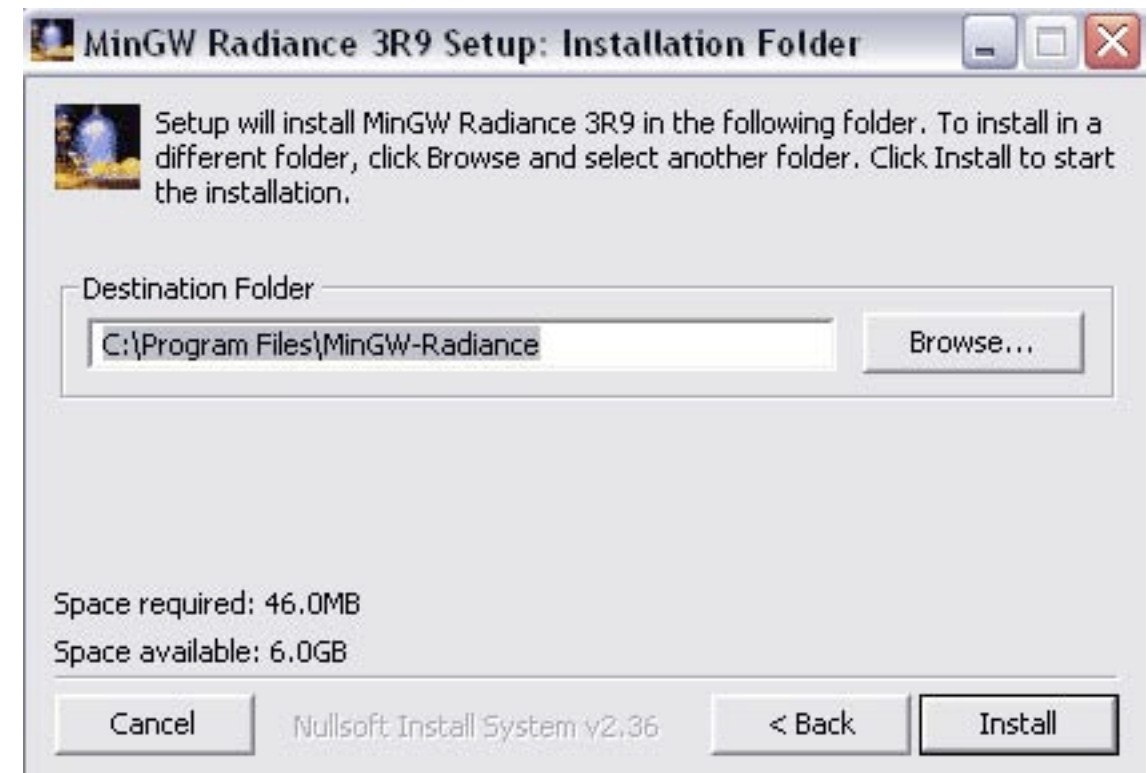 MinGW Radiance 3R9 Setup: Installation Folder
Setup will install MinGW Radiance 3R9 in the following folder. To install in a
different folder, click Browse and select another folder. Click Install to start
the installation.
Destination Folder
C:\Program Files\MinGW-Radiance
Browse...
Space required: 46.0MB
Space available: 6.0GB
Cancel
Nullsoft Install System v2.36
< Back
Install